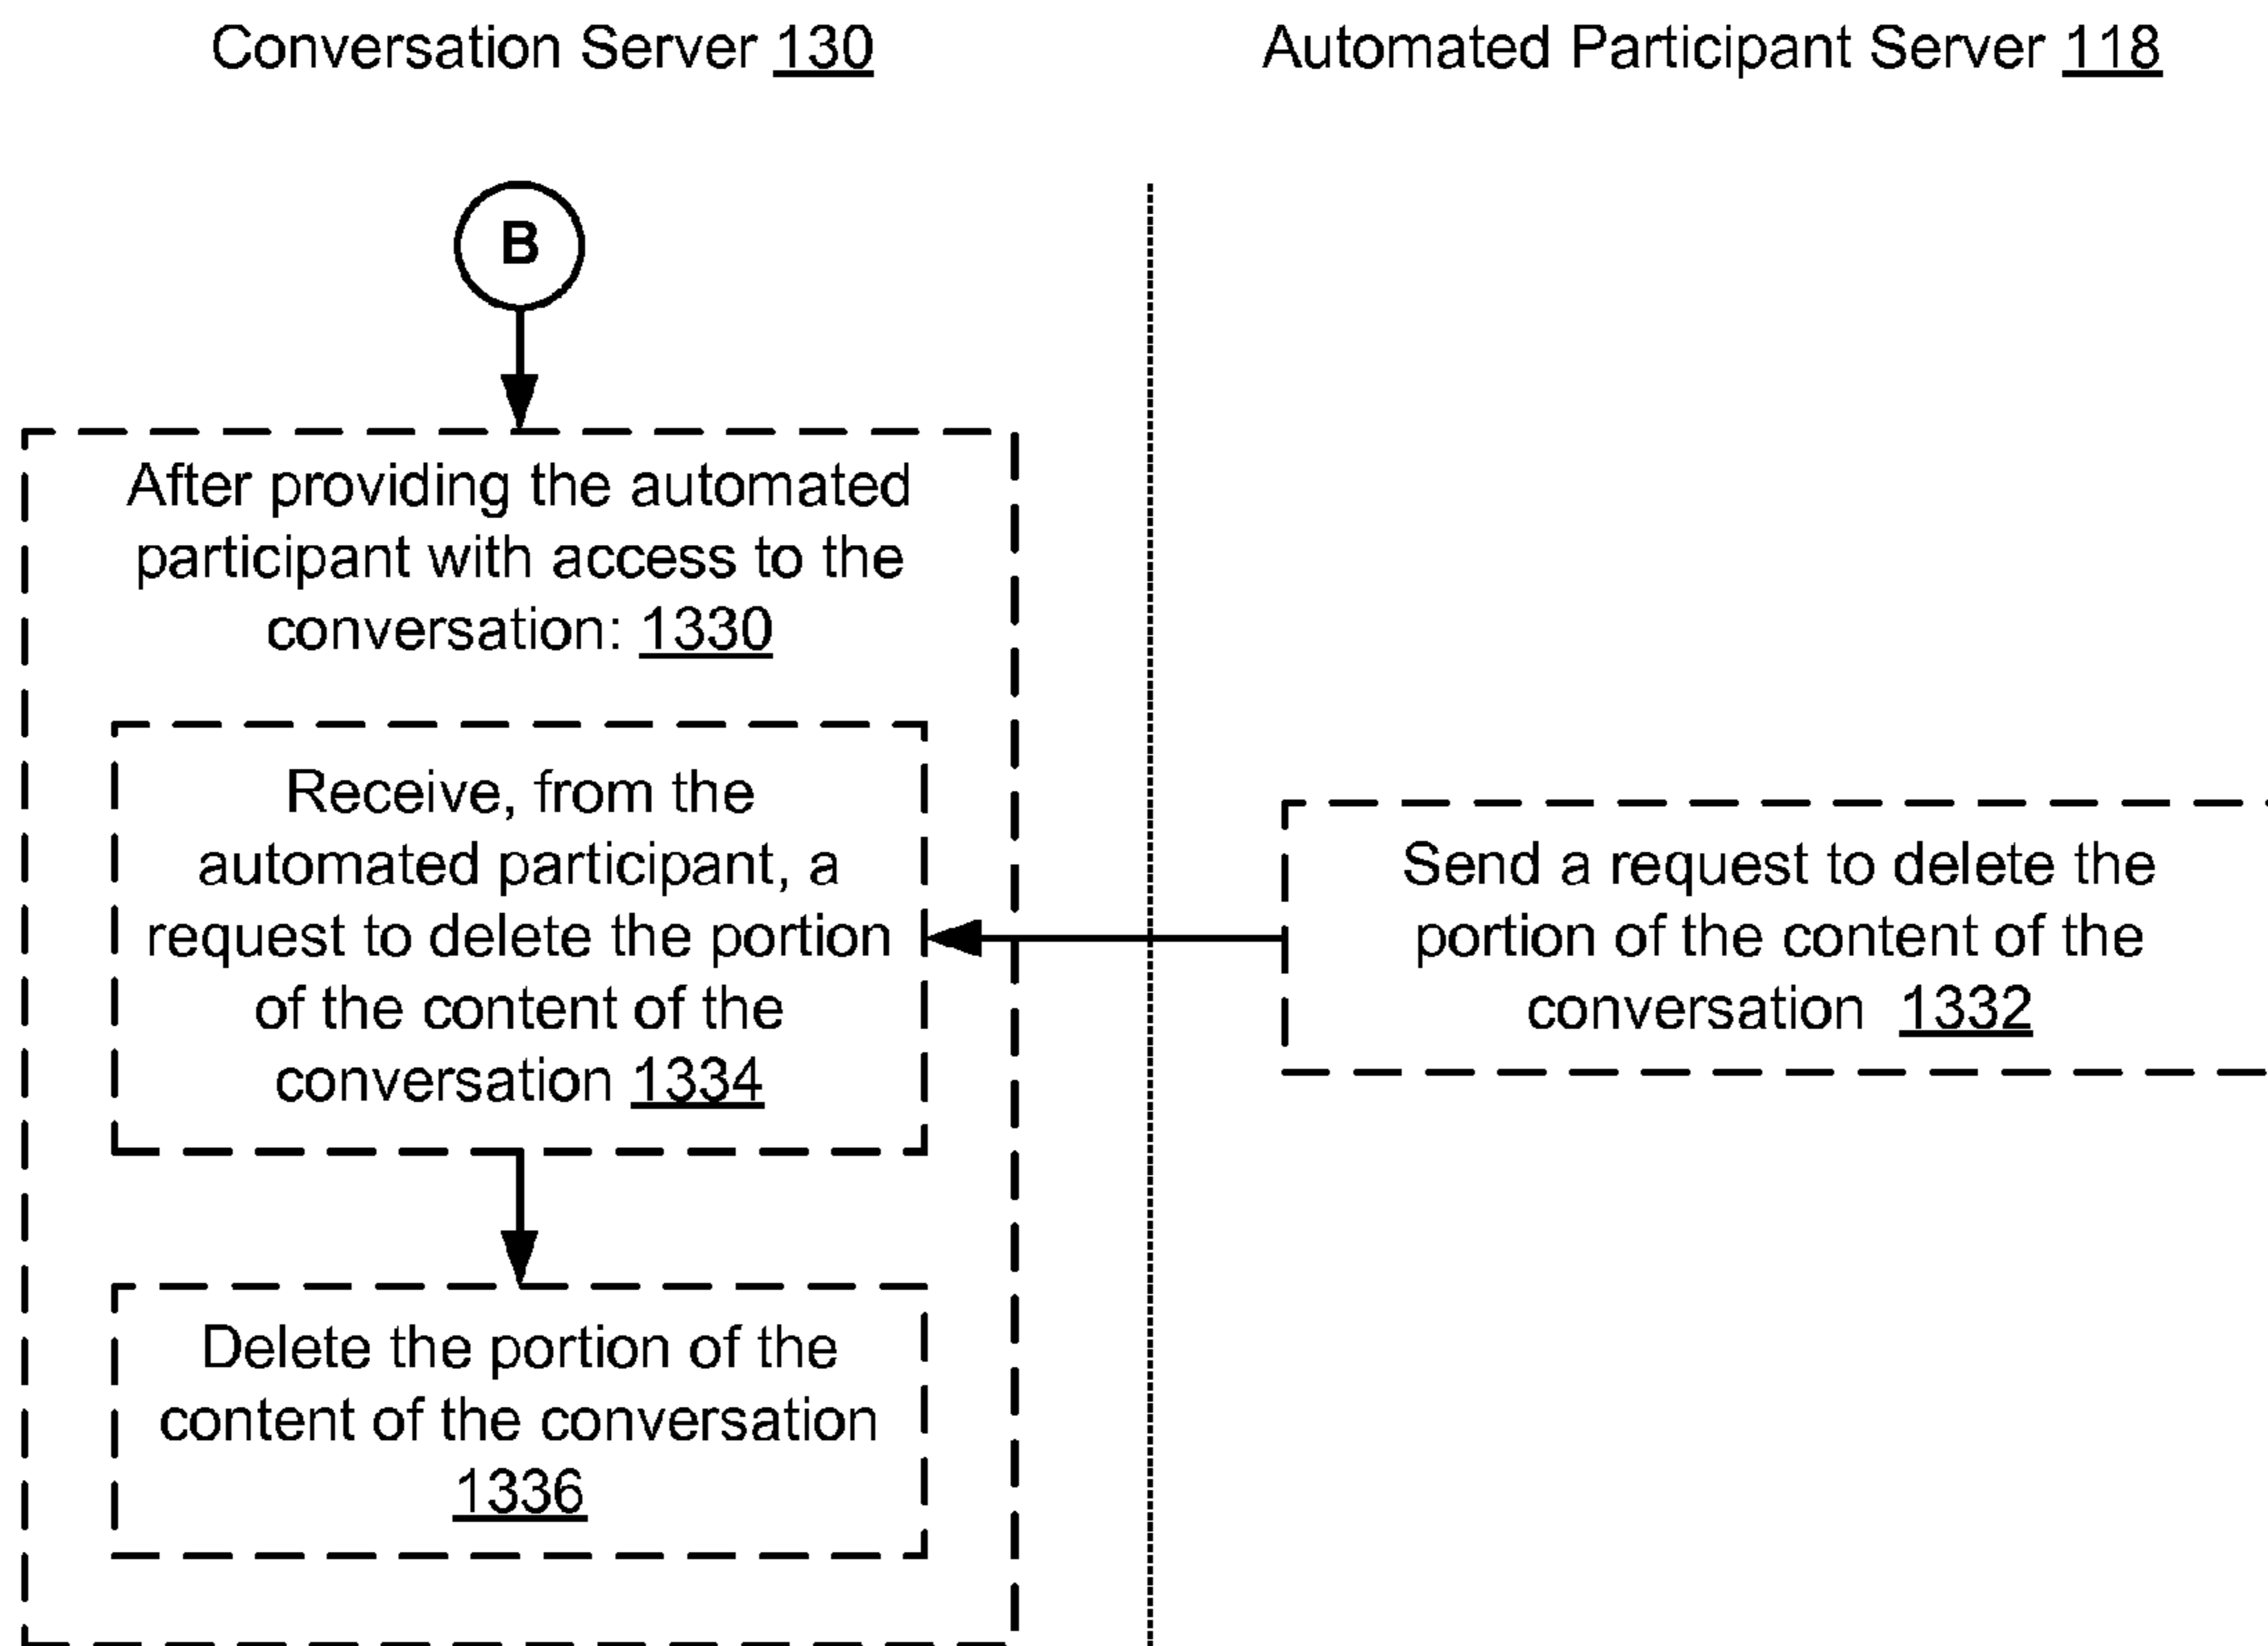 Conversation Server 130
Automated Participant Server 118
B
After providing the automated
participant with access to the
conversation: 1330
Receive, from the
automated participant, a
request to delete the portion
of the content of the
conversation 1334
Send a request to delete the
portion of the content of the
conversation 1332
Delete the portion of the
content of the conversation
1336